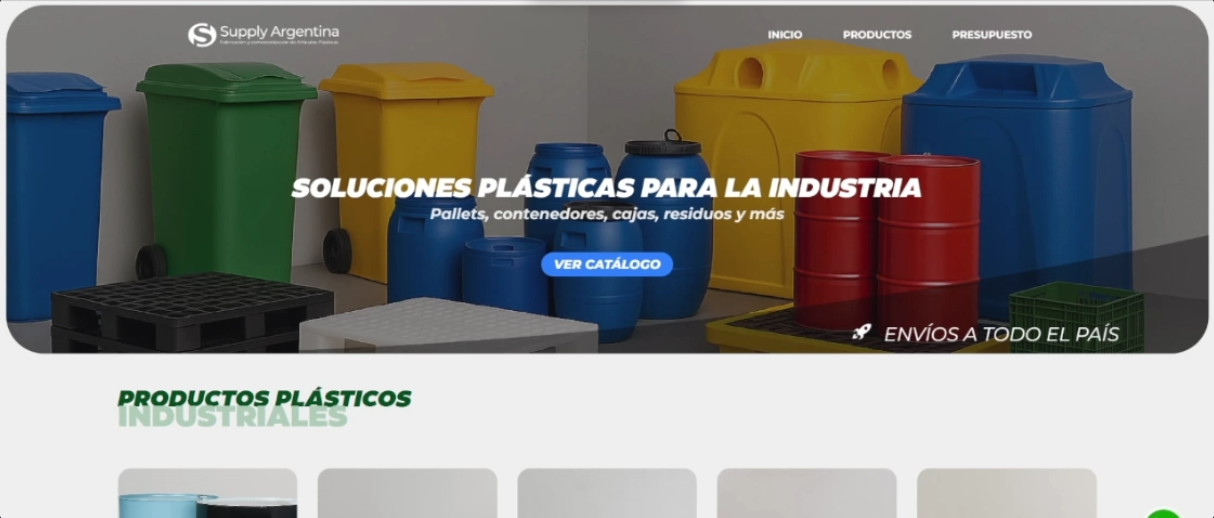 Supply Argentina
Fabricación y comercialización de Artículos Plásticos
INICIO
PRODUCTOS
PRESUPUESTO
SOLUCIONES PLÁSTICAS PARA LA INDUSTRIA
Pallets, contenedores, cajas, residuos y más
VER CATÁLOGO
ENVÍOS A TODO EL PAÍS
PRODUCTOS PLÁSTICOS
INDUSTRIALES